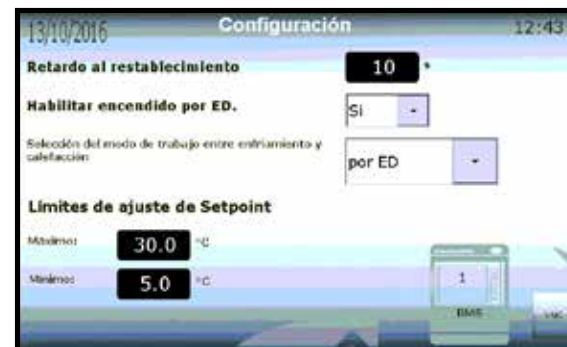 13/10/2016 Configuración 12:43
Retardo al restablecimiento 10 s
Habilitar encendido por ED. Si
Selección del modo de trabajo entre enfriamiento y
calefacción: por ED
Limites de ajuste de Setpoint
Máximo: 30.0 °C
Mínimo: 5.0 °C
1
BMS